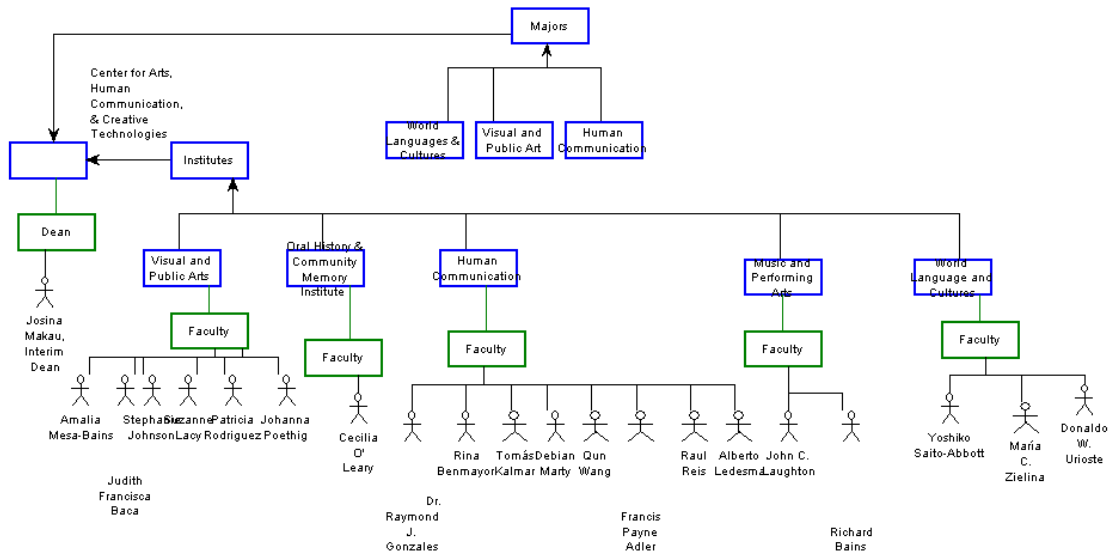 Majors
Center for Arts,
Human
Communication,
& Creative
Technologies
World
Languages &
Cultures
Visual and
Public Art
Human
Communication
Institutes
Dean
Josina
Makau,
Interim
Dean
Visual and
Public Arts
Oral History &
Community
Memory
Institute
Human
Communication
Music and
Performing
Arts
World
Language and
Cultures
Faculty
Faculty
Faculty
Faculty
Faculty
Amalia
Mesa-Bains
Judith
Francisca
Baca
Stephanie
Johnson
Suzanne
Lacy
Patricia
Rodriguez
Johanna
Poethig
Cecilia
O'
Leary
Dr.
Raymond
J.
Gonzales
Rina
Benmayor
Tomás
Kalmar
Debian
Marty
Qun
Wang
Francis
Payne
Adler
Raul
Reis
Alberto
Ledesma
John C.
Laughton
Richard
Bains
Yoshiko
Saito-Abbott
María
C.
Zielina
Donaldo
W.
Urioste